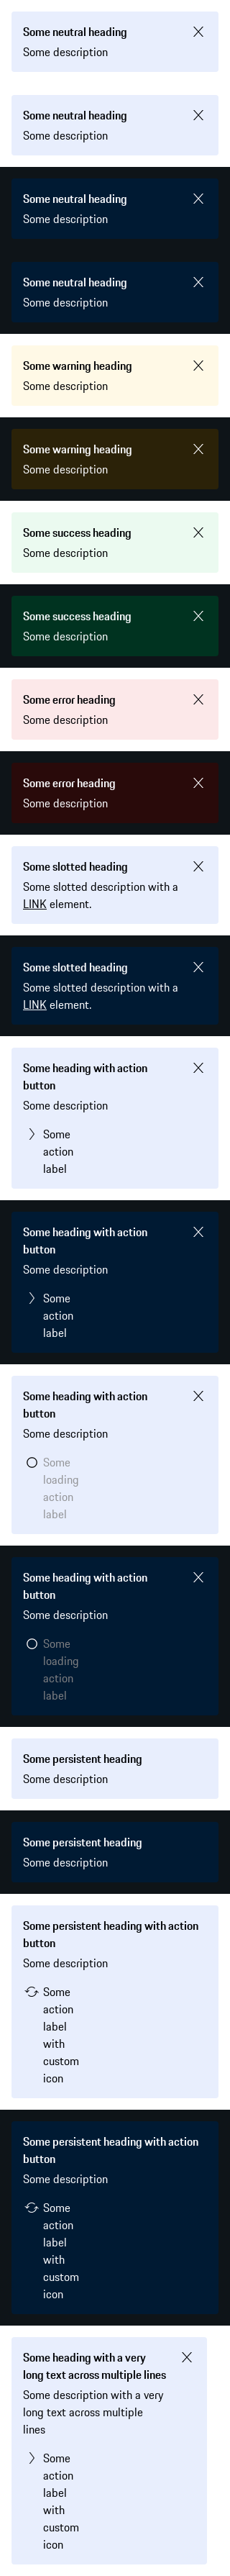 Some neutral heading
Some description
Some neutral heading
Some description
Some neutral heading
Some description
Some neutral heading
Some description
Some warning heading
Some description
Some warning heading
Some description
Some success heading
Some description
Some success heading
Some description
Some error heading
Some description
Some error heading
Some description
Some slotted heading
Some slotted description with a
LINK element.
Some slotted heading
Some slotted description with a
LINK element.
Some heading with action
button
Some description
Some
action
label
Some heading with action
button
Some description
Some
action
label
Some heading with action
button
Some description
Some
loading
action
label
Some heading with action
button
Some description
Some
loading
action
label
Some persistent heading
Some description
Some persistent heading
Some description
Some persistent heading with action
button
Some description
Some
action
label
with
custom
icon
Some persistent heading with action
button
Some description
Some
action
label
with
custom
icon
Some heading with a very
long text across multiple lines
Some description with a very
long text across multiple
lines
Some
action
label
with
custom
icon